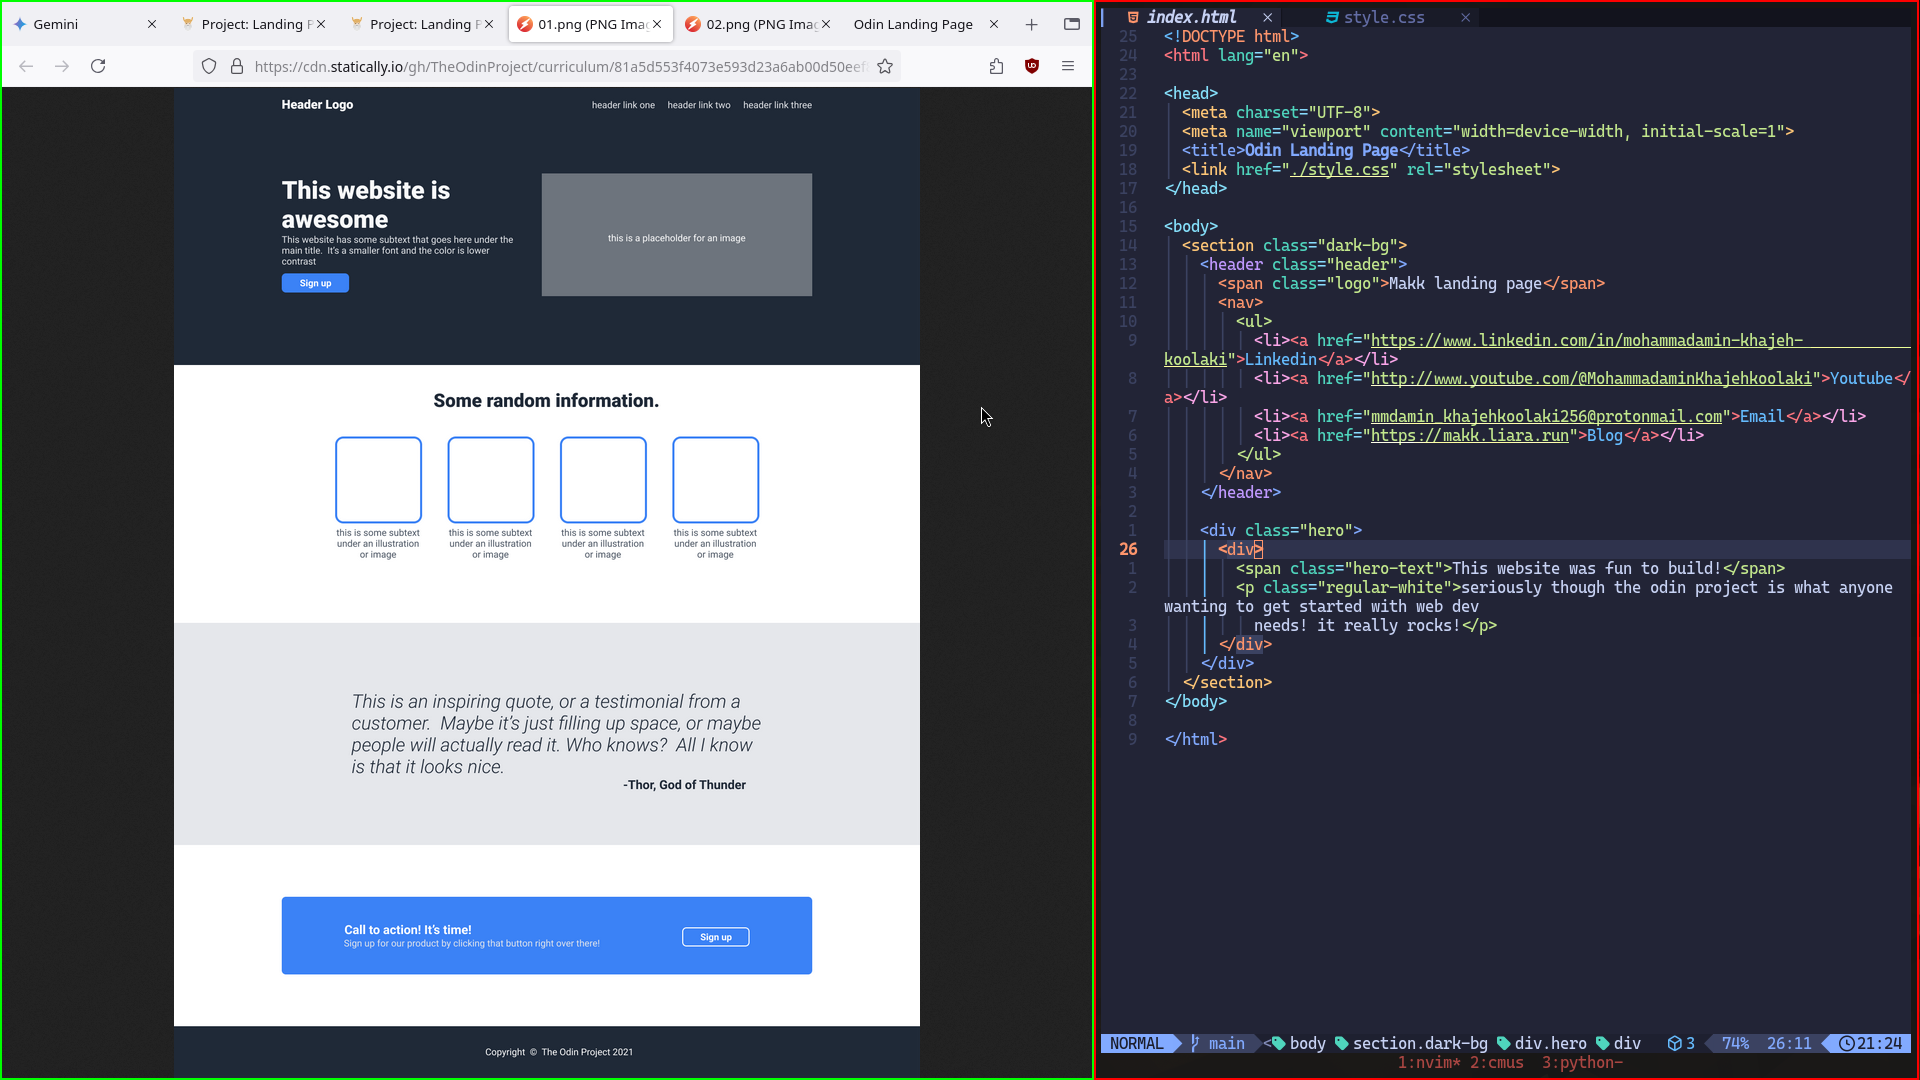 Gemini
Project: Landing P
Project: Landing P
01.png (PNG Imag
02.png (PNG Imag
Odin Landing Page
https://cdn.statically.io/gh/TheOdinProject/curriculum/81a5d553f4073e593d23a6ab00d50eef
Header Logo
header link one header link two header link three
This website is
awesome
This website has some subtext that goes here under the
main title.  It's a smaller font and the color is lower
contrast
Sign up
this is a placeholder for an image
Some random information.
this is some subtext
under an illustration
or image
this is some subtext
under an illustration
or image
this is some subtext
under an illustration
or image
this is some subtext
under an illustration
or image
This is an inspiring quote, or a testimonial from a
customer.  Maybe it's just filling up space, or maybe
people will actually read it. Who knows?  All I know
is that it looks nice.
-Thor, God of Thunder
Call to action! It's time!
Sign up for our product by clicking that button right over there!
Sign up
Copyright © The Odin Project 2021
index.html style.css
25 <!DOCTYPE html>
24 <html lang="en">
23
22 <head>
21 <meta charset="UTF-8">
20 <meta name="viewport" content="width=device-width, initial-scale=1">
19 <title>Odin Landing Page</title>
18 <link href="./style.css" rel="stylesheet">
17 </head>
16
15 <body>
14 <section class="dark-bg">
13 <header class="header">
12 <span class="logo">Makk landing page</span>
11 <nav>
10 <ul>
9 <li><a href="https://www.linkedin.com/in/mohammadamin-khajeh-
koolaki">Linkedin</a></li>
8 <li><a href="http://www.youtube.com/@MohammadaminKhajehkoolaki">Youtube</
a></li>
7 <li><a href="mmdamin_khajehkoolaki256@protonmail.com">Email</a></li>
6 <li><a href="https://makk.liara.run">Blog</a></li>
5 </ul>
4 </nav>
3 </header>
2
1 <div class="hero">
26 <div>
1 <span class="hero-text">This website was fun to build!</span>
2 <p class="regular-white">seriously though the odin project is what anyone
wanting to get started with web dev
3 needs! it really rocks!</p>
4 </div>
5 </div>
6 </section>
7 </body>
8
9 </html>
NORMAL main < body section.dark-bg div.hero div 3 74% 26:11 21:24
1:nvim* 2:cmus 3:python-